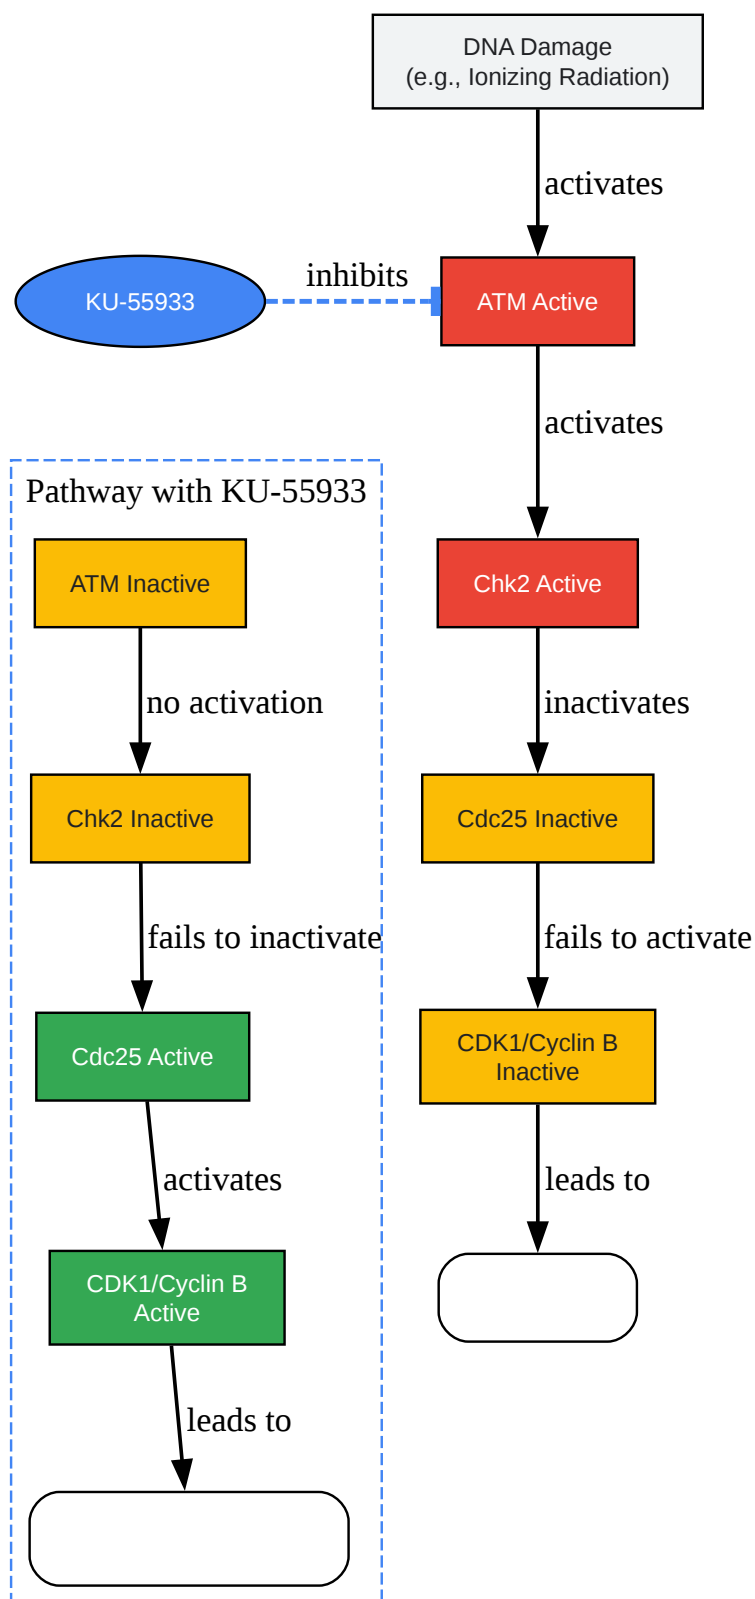 DNA Damage
(e.g., Ionizing Radiation)
activates
inhibits
KU-55933
ATM Active
activates
Pathway with KU-55933
ATM Inactive
Chk2 Active
no activation
inactivates
Chk2 Inactive
Cdc25 Inactive
fails to inactivate
fails to activate
Cdc25 Active
CDK1/Cyclin B
Inactive
activates
leads to
CDK1/Cyclin B
Active
leads to